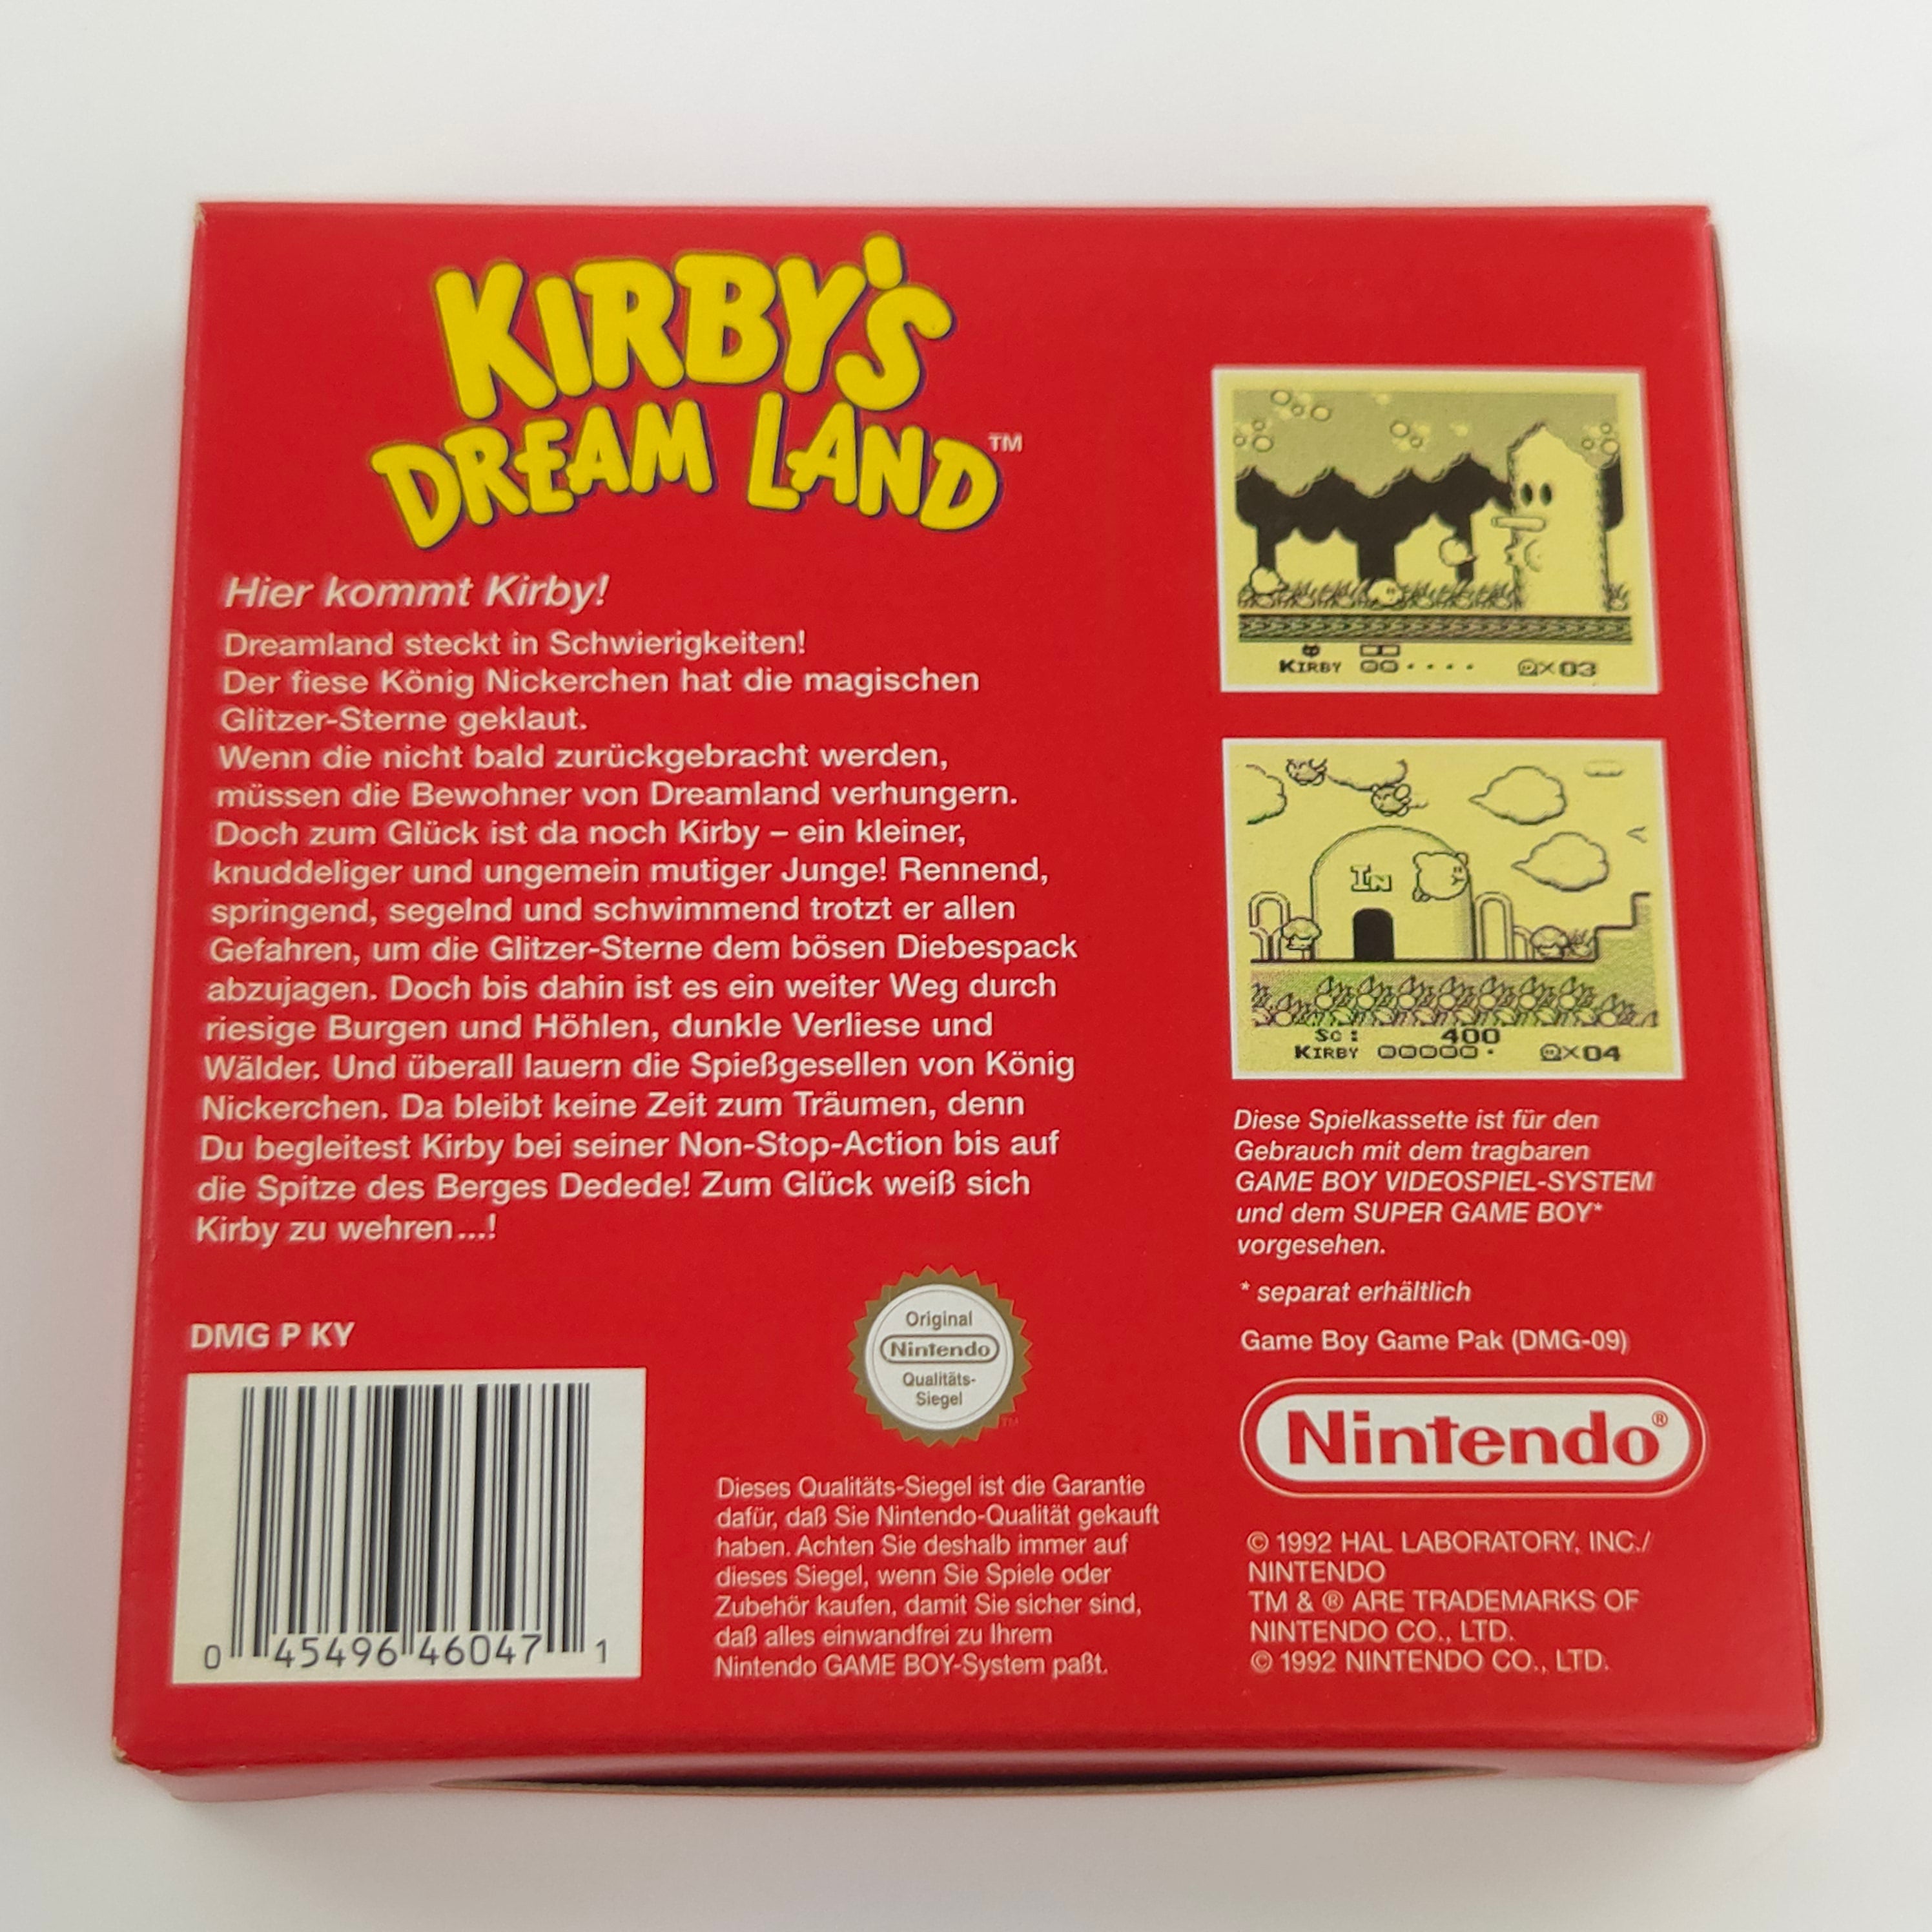 KIRBY'S
DREAM LAND™
Hier kommt Kirby!
Dreamland steckt in Schwierigkeiten!
Der fiese König Nickerchen hat die magischen
Glitzer-Sterne geklaut.
Wenn die nicht bald zurückgebracht werden,
müssen die Bewohner von Dreamland verhungern.
Doch zum Glück ist da noch Kirby – ein kleiner,
knuddeliger und ungemein mutiger Junge! Rennend,
springend, segelnd und schwimmend trotzt er allen
Gefahren, um die Glitzer-Sterne dem bösen Diebespack
abzujagen. Doch bis dahin ist es ein weiter Weg durch
riesige Burgen und Höhlen, dunkle Verliese und
Wälder. Und überall lauern die Spießgesellen von König
Nickerchen. Da bleibt keine Zeit zum Träumen, denn
Du begleitest Kirby bei seiner Non-Stop-Action bis auf
die Spitze des Berges Dedede! Zum Glück weiß sich
Kirby zu wehren...!
DMG P KY
0 45496 46047 1
Original
Nintendo
Qualitäts-
Siegel
TM
Dieses Qualitäts-Siegel ist die Garantie
dafür, daß Sie Nintendo-Qualität gekauft
haben. Achten Sie deshalb immer auf
dieses Siegel, wenn Sie Spiele oder
Zubehör kaufen, damit Sie sicher sind,
daß alles einwandfrei zu Ihrem
Nintendo GAME BOY-System paßt.
KIRBY ×03
IN
Sc: 400
KIRBY ×04
Diese Spielkassette ist für den
Gebrauch mit dem tragbaren
GAME BOY VIDEOSPIEL-SYSTEM
und dem SUPER GAME BOY*
vorgesehen.
* separat erhältlich
Game Boy Game Pak (DMG-09)
Nintendo®
© 1992 HAL LABORATORY, INC./
NINTENDO
TM & ® ARE TRADEMARKS OF
NINTENDO CO., LTD.
© 1992 NINTENDO CO., LTD.